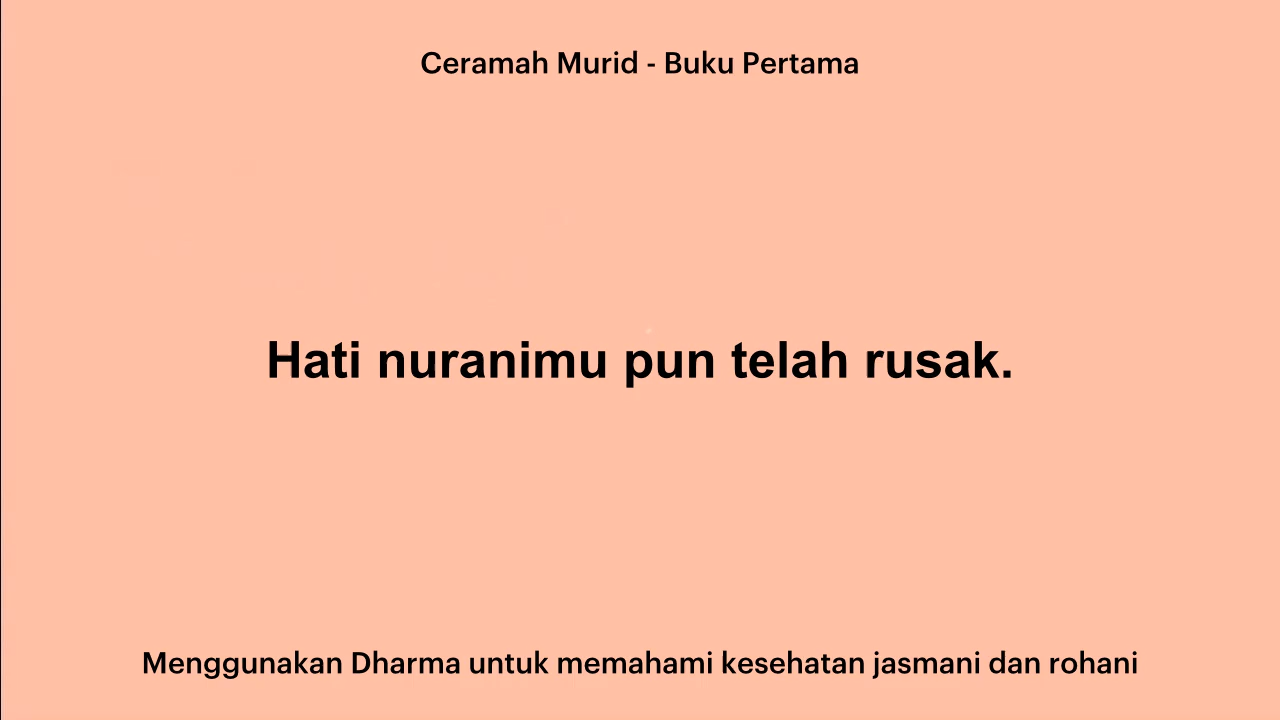 Ceramah Murid - Buku Pertama
Hati nuranimu pun telah rusak.
Menggunakan Dharma untuk memahami kesehatan jasmani dan rohani